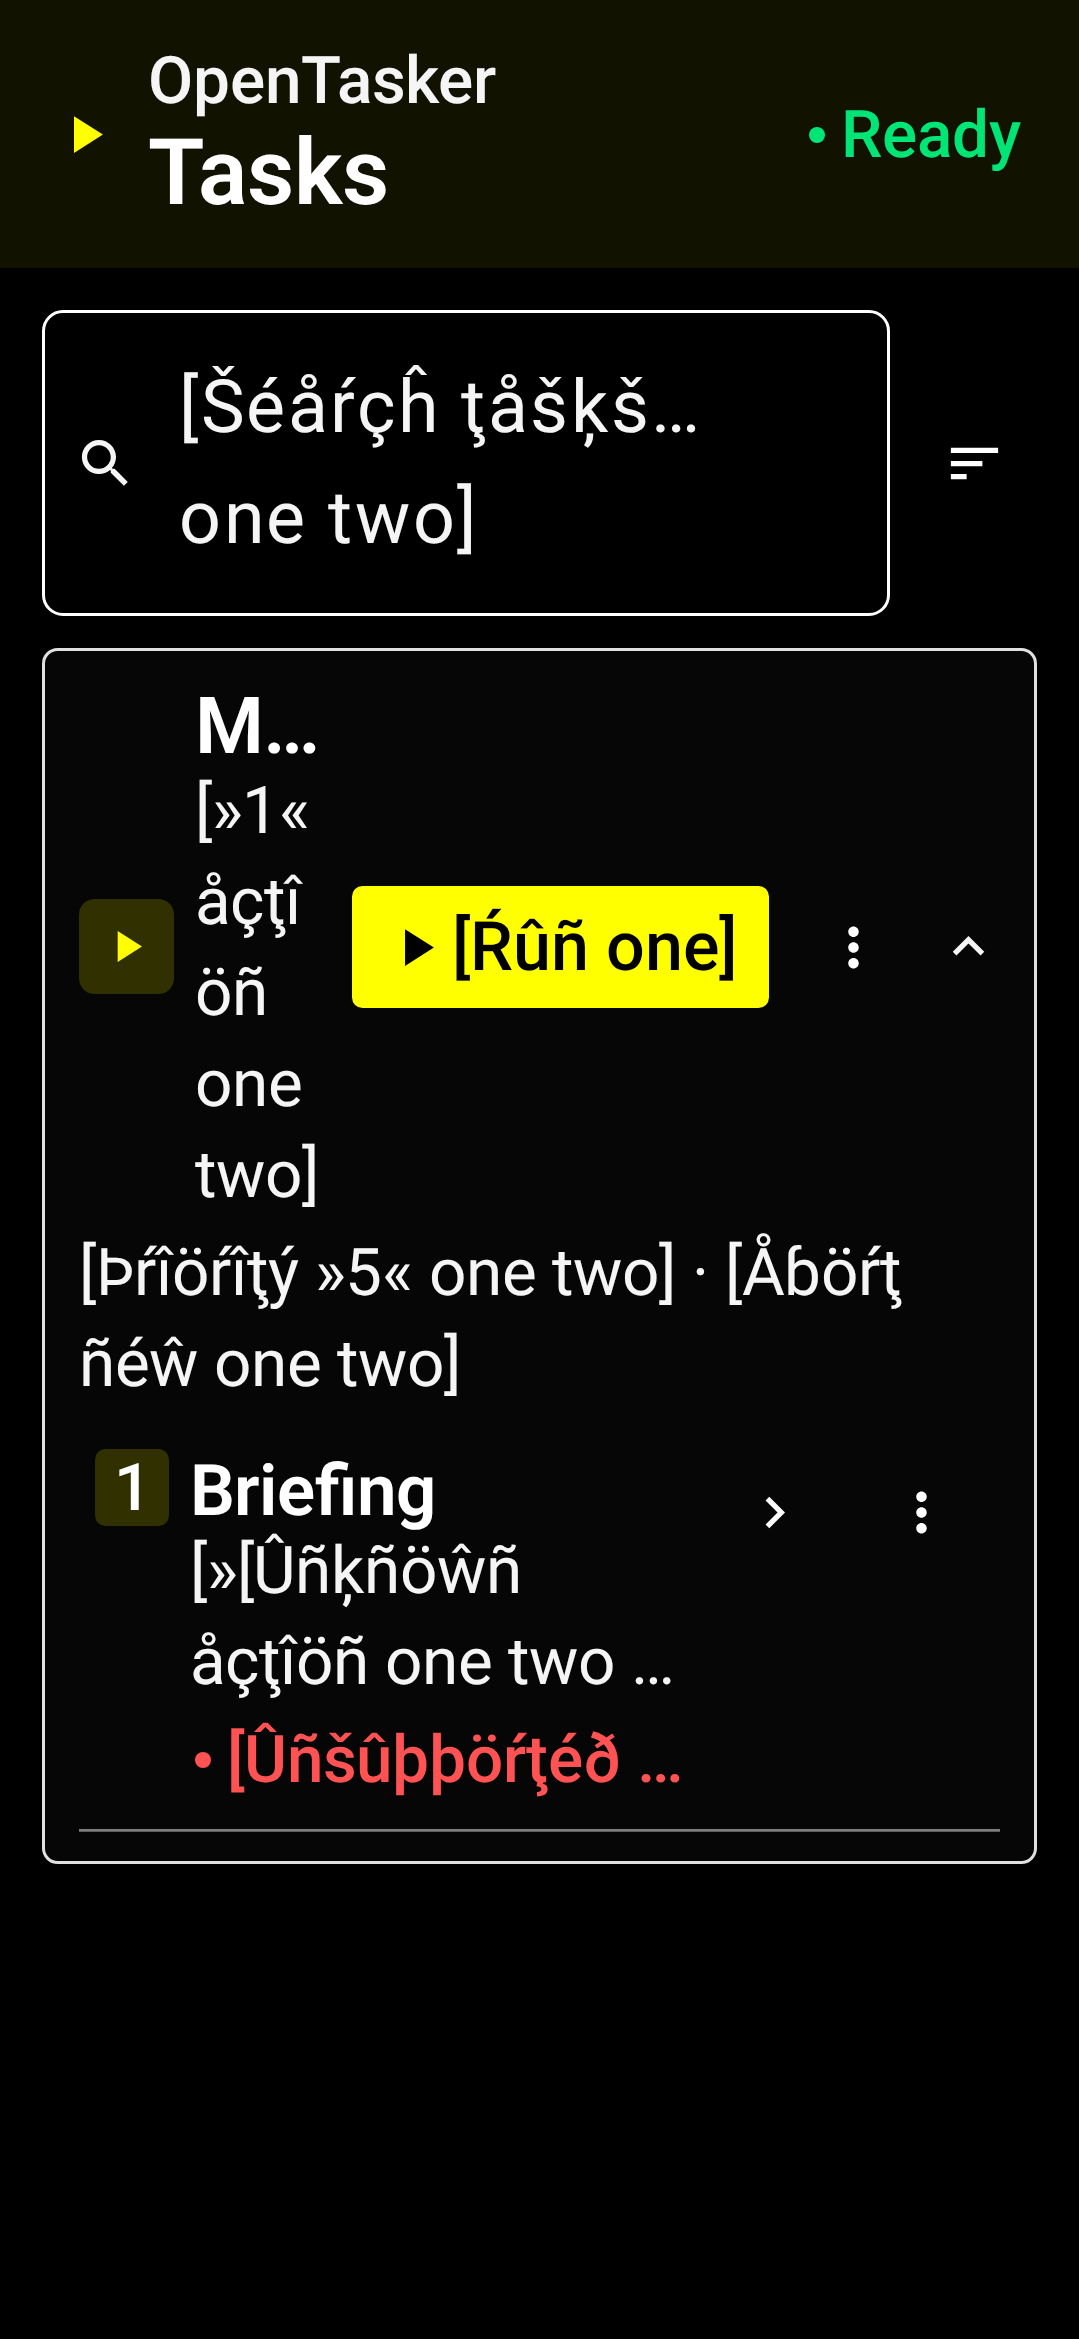 OpenTasker
Tasks
• Ready
[Šéåŕçĥ ţåšķš…
one two]
M…
[»1«
åçţî
öñ
one
two]
[Ŕûñ one]
[Þŕîöŕîţý »5« one two] · [Åƀöŕţ
ñéŵ one two]
1
Briefing
[»[Ûñķñöŵñ
åçţîöñ one two …
• [Ûñšûþþöŕţéð …